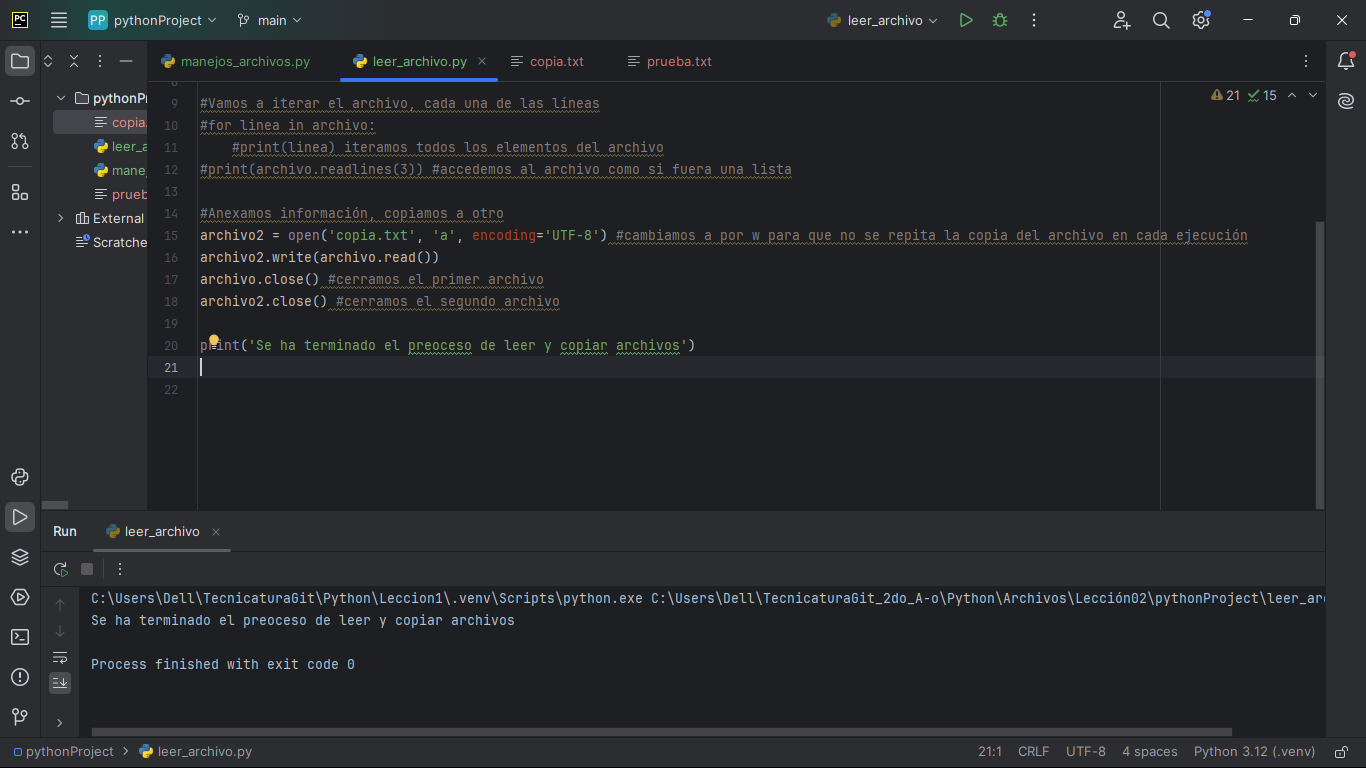 PC PP pythonProject main leer_archivo
manejos_archivos.py leer_archivo.py copia.txt prueba.txt
pythonPr
copia.
leer_a
mane
prueb
External
Scratche
21 15
9 #Vamos a iterar el archivo, cada una de las líneas
10 #for linea in archivo:
11 #print(linea) iteramos todos los elementos del archivo
12 #print(archivo.readlines(3)) #accedemos al archivo como si fuera una lista
13
14 #Anexamos información, copiamos a otro
15 archivo2 = open('copia.txt', 'a', encoding='UTF-8') #cambiamos a por w para que no se repita la copia del archivo en cada ejecución
16 archivo2.write(archivo.read())
17 archivo.close() #cerramos el primer archivo
18 archivo2.close() #cerramos el segundo archivo
19
20 print('Se ha terminado el preoceso de leer y copiar archivos')
21
22
Run leer_archivo
C:\Users\Dell\TecnicaturaGit\Python\Leccion1\.venv\Scripts\python.exe C:\Users\Dell\TecnicaturaGit_2do_A-o\Python\Archivos\Lección02\pythonProject\leer_arc
Se ha terminado el preoceso de leer y copiar archivos
Process finished with exit code 0
pythonProject leer_archivo.py 21:1 CRLF UTF-8 4 spaces Python 3.12 (.venv)